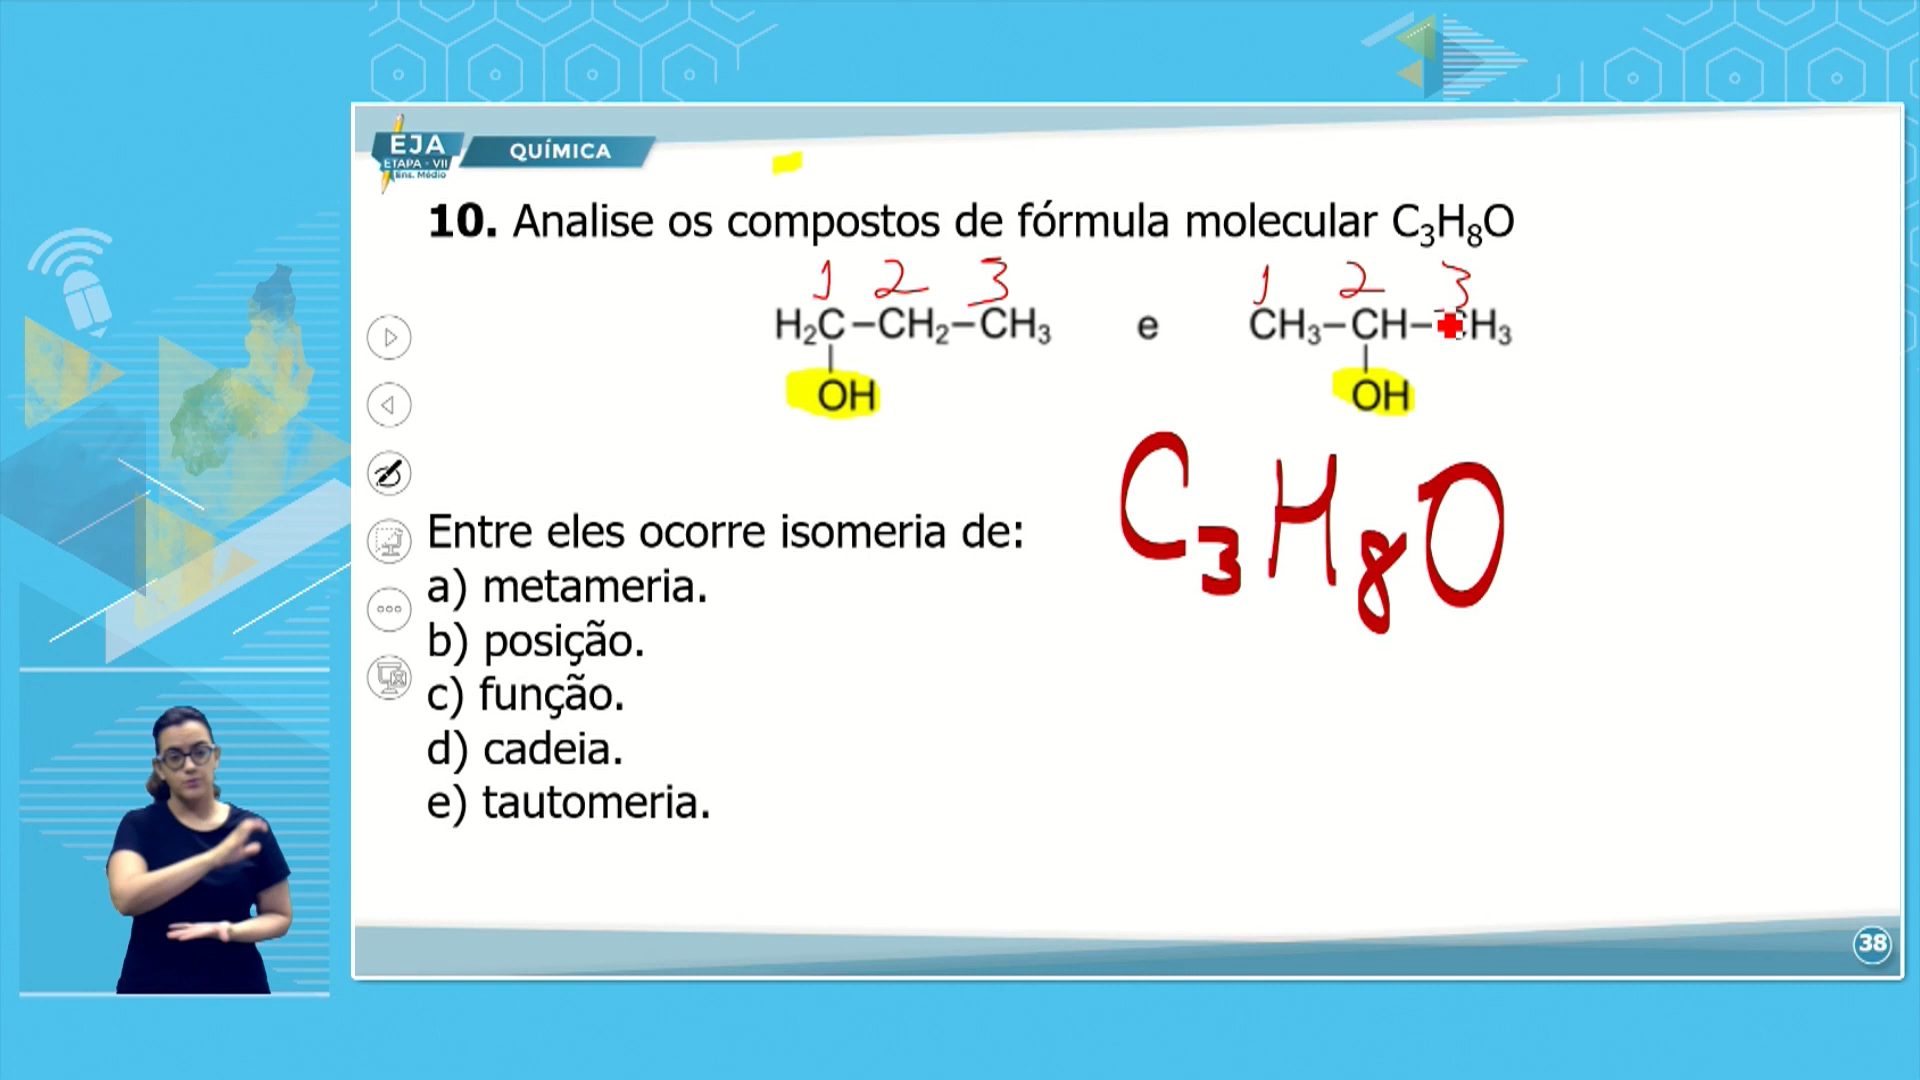 EJA
ETAPA - VII
Ens. Médio
QUÍMICA
10. Analise os compostos de fórmula molecular C₃H₈O
1 2 3 1 2 3
H₂C–CH₂–CH₃ e CH₃–CH–CH₃
OH OH
C₃H₈O
Entre eles ocorre isomeria de:
a) metameria.
b) posição.
c) função.
d) cadeia.
e) tautomeria.
38